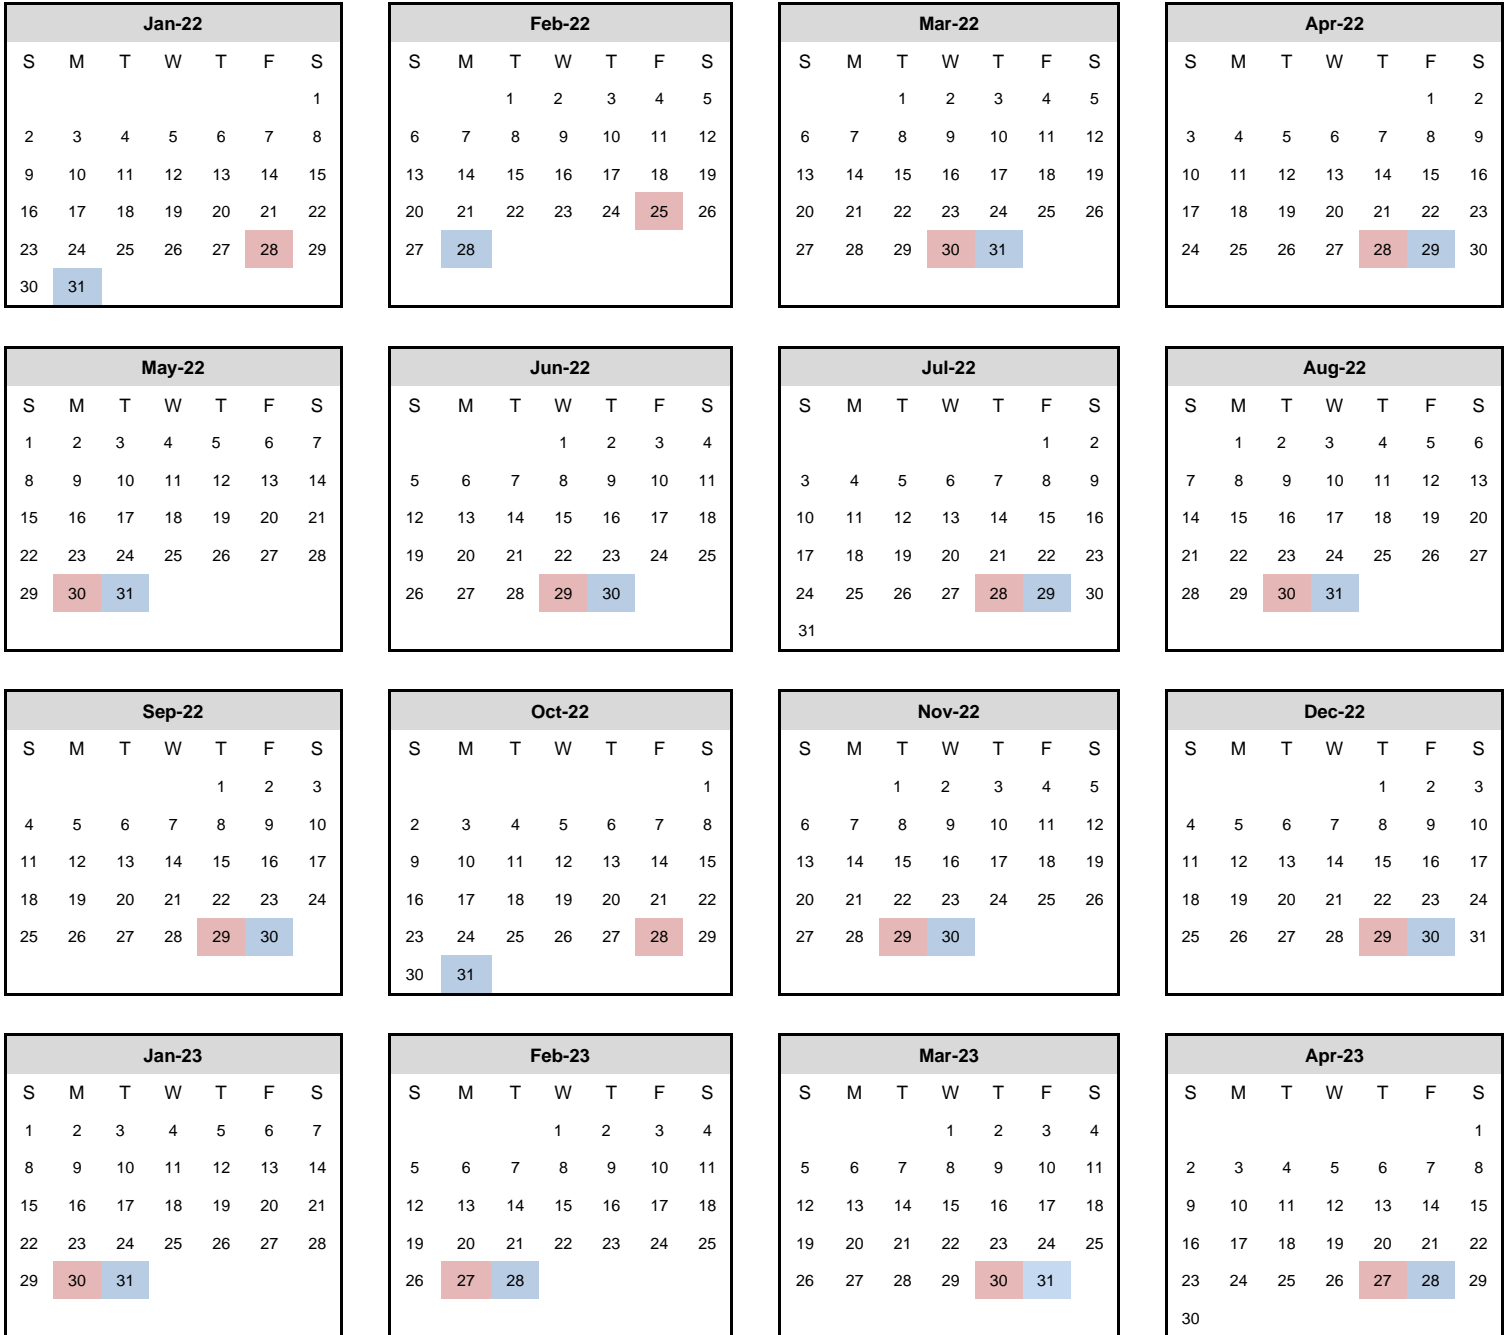 Jan-22
S M T W T F S
1
2 3 4 5 6 7 8
9 10 11 12 13 14 15
16 17 18 19 20 21 22
23 24 25 26 27 28 29
30 31
Feb-22
S M T W T F S
1 2 3 4 5
6 7 8 9 10 11 12
13 14 15 16 17 18 19
20 21 22 23 24 25 26
27 28
Mar-22
S M T W T F S
1 2 3 4 5
6 7 8 9 10 11 12
13 14 15 16 17 18 19
20 21 22 23 24 25 26
27 28 29 30 31
Apr-22
S M T W T F S
1 2
3 4 5 6 7 8 9
10 11 12 13 14 15 16
17 18 19 20 21 22 23
24 25 26 27 28 29 30
May-22
S M T W T F S
1 2 3 4 5 6 7
8 9 10 11 12 13 14
15 16 17 18 19 20 21
22 23 24 25 26 27 28
29 30 31
Jun-22
S M T W T F S
1 2 3 4
5 6 7 8 9 10 11
12 13 14 15 16 17 18
19 20 21 22 23 24 25
26 27 28 29 30
Jul-22
S M T W T F S
1 2
3 4 5 6 7 8 9
10 11 12 13 14 15 16
17 18 19 20 21 22 23
24 25 26 27 28 29 30
31
Aug-22
S M T W T F S
1 2 3 4 5 6
7 8 9 10 11 12 13
14 15 16 17 18 19 20
21 22 23 24 25 26 27
28 29 30 31
Sep-22
S M T W T F S
1 2 3
4 5 6 7 8 9 10
11 12 13 14 15 16 17
18 19 20 21 22 23 24
25 26 27 28 29 30
Oct-22
S M T W T F S
1
2 3 4 5 6 7 8
9 10 11 12 13 14 15
16 17 18 19 20 21 22
23 24 25 26 27 28 29
30 31
Nov-22
S M T W T F S
1 2 3 4 5
6 7 8 9 10 11 12
13 14 15 16 17 18 19
20 21 22 23 24 25 26
27 28 29 30
Dec-22
S M T W T F S
1 2 3
4 5 6 7 8 9 10
11 12 13 14 15 16 17
18 19 20 21 22 23 24
25 26 27 28 29 30 31
Jan-23
S M T W T F S
1 2 3 4 5 6 7
8 9 10 11 12 13 14
15 16 17 18 19 20 21
22 23 24 25 26 27 28
29 30 31
Feb-23
S M T W T F S
1 2 3 4
5 6 7 8 9 10 11
12 13 14 15 16 17 18
19 20 21 22 23 24 25
26 27 28
Mar-23
S M T W T F S
1 2 3 4
5 6 7 8 9 10 11
12 13 14 15 16 17 18
19 20 21 22 23 24 25
26 27 28 29 30 31
Apr-23
S M T W T F S
1
2 3 4 5 6 7 8
9 10 11 12 13 14 15
16 17 18 19 20 21 22
23 24 25 26 27 28 29
30